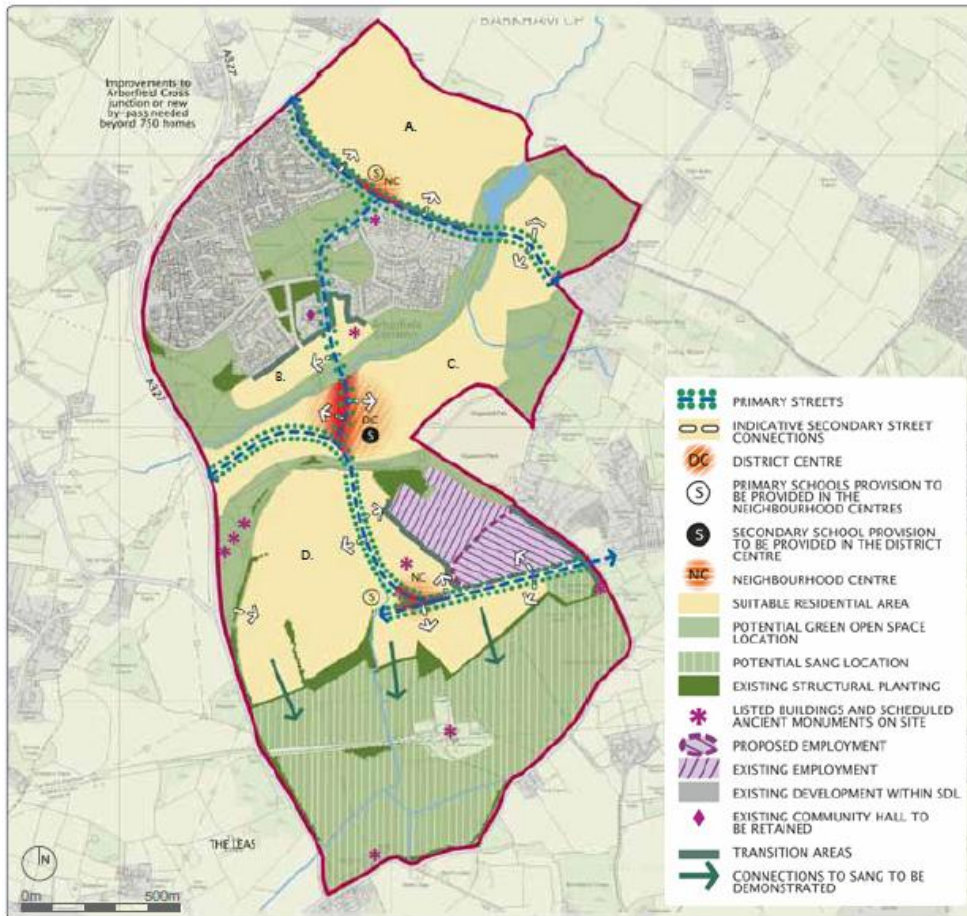 BARKHAM CP
A327
Improvements to
Arborfield Cross
junction or new
by-pass needed
beyond 750 homes
A.
S
NC
B.
C.
DC
S
A327
D.
NC
S
THE LEAS
N
0m 500m
PRIMARY STREETS
INDICATIVE SECONDARY STREET
CONNECTIONS
DC
DISTRICT CENTRE
S
PRIMARY SCHOOLS PROVISION TO
BE PROVIDED IN THE
NEIGHBOURHOOD CENTRES
S
SECONDARY SCHOOL PROVISION
TO BE PROVIDED IN THE DISTRICT
CENTRE
NC
NEIGHBOURHOOD CENTRE
SUITABLE RESIDENTIAL AREA
POTENTIAL GREEN OPEN SPACE
LOCATION
POTENTIAL SANG LOCATION
EXISTING STRUCTURAL PLANTING
LISTED BUILDINGS AND SCHEDULED
ANCIENT MONUMENTS ON SITE
PROPOSED EMPLOYMENT
EXISTING EMPLOYMENT
EXISTING DEVELOPMENT WITHIN SDL
EXISTING COMMUNITY HALL TO
BE RETAINED
TRANSITION AREAS
CONNECTIONS TO SANG TO BE
DEMONSTRATED